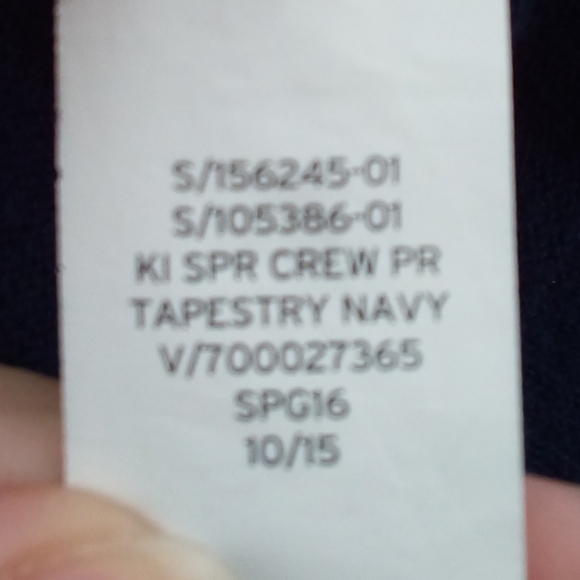 S/156245-01
S/105386-01
KI SPR CREW PR
TAPESTRY NAVY
V/700027365
SPG16
10/15